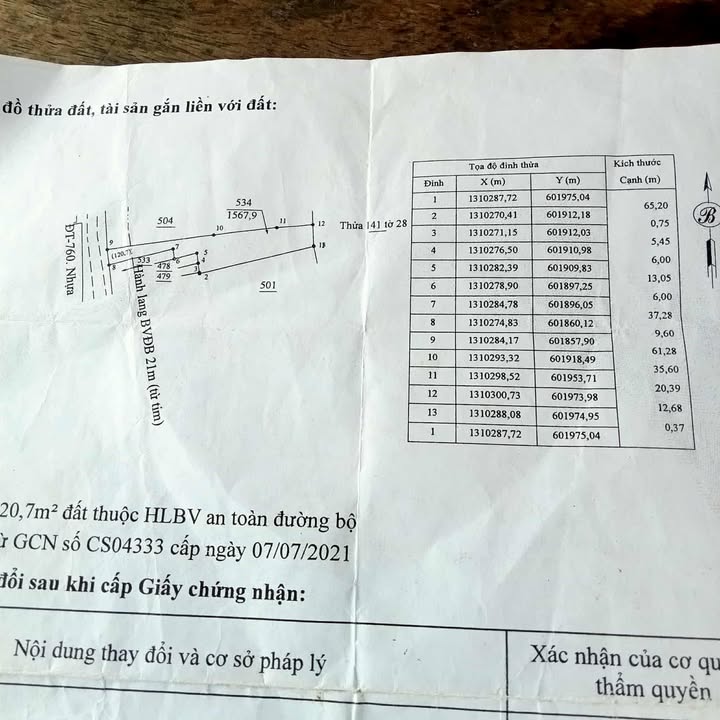 đồ thửa đất, tài sản gắn liền với đất:
ĐT-760. Nhựa
Hành lang BVĐB 21m (từ tim)
504
534
1567,9
Thửa 141 tờ 28
501
(120,7)
533
478
479
9
8
7
6
5
4
3
2
10
11
12
13
B
Tọa độ đỉnh thửa Kích thước
Đỉnh X (m) Y (m) Cạnh (m)
1 1310287,72 601975,04
65,20
2 1310270,41 601912,18
0,75
3 1310271,15 601912,03
5,45
4 1310276,50 601910,98
6,00
5 1310282,39 601909,83
13,05
6 1310278,90 601897,25
6,00
7 1310284,78 601896,05
37,28
8 1310274,83 601860,12
9,60
9 1310284,17 601857,90
61,28
10 1310293,32 601918,49
35,60
11 1310298,52 601953,71
20,39
12 1310300,73 601973,98
12,68
13 1310288,08 601974,95
0,37
1 1310287,72 601975,04
20,7m² đất thuộc HLBV an toàn đường bộ
ừ GCN số CS04333 cấp ngày 07/07/2021
đổi sau khi cấp Giấy chứng nhận:
Nội dung thay đổi và cơ sở pháp lý
Xác nhận của cơ qu
thẩm quyền